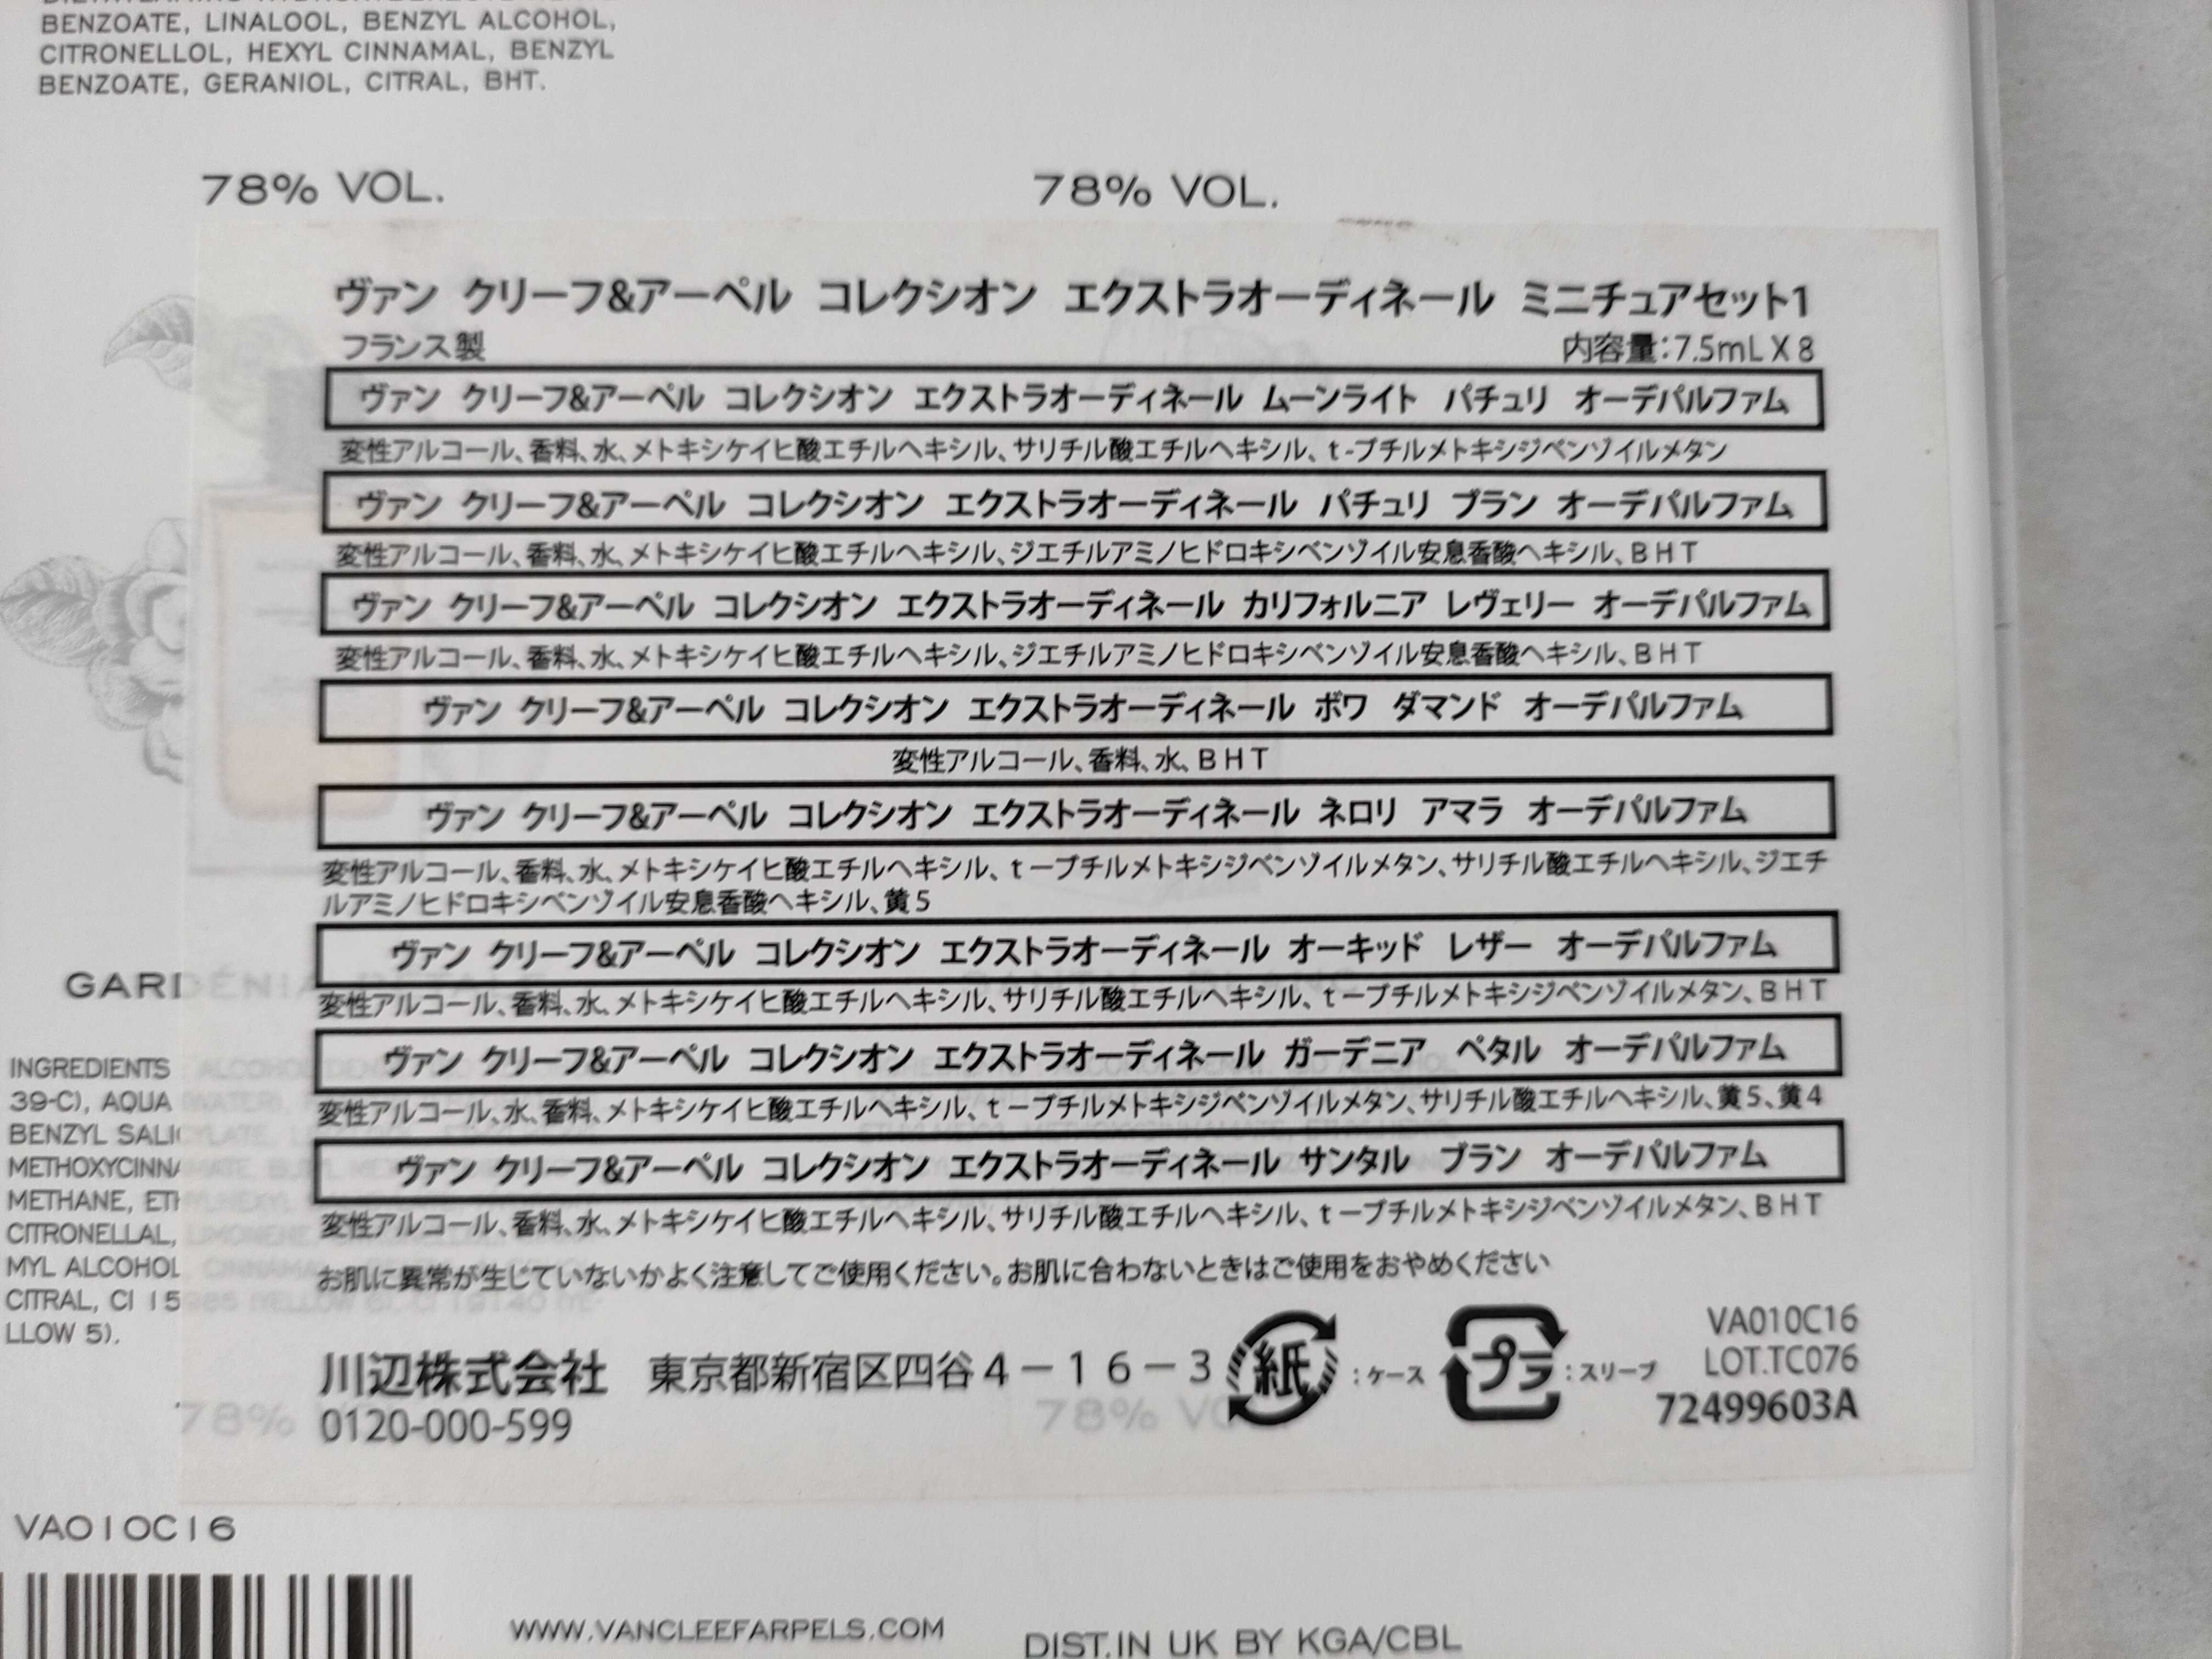 BENZOATE, LINALOOL, BENZYL ALCOHOL,
CITRONELLOL, HEXYL CINNAMAL, BENZYL
BENZOATE, GERANIOL, CITRAL, BHT.
78% VOL.
78% VOL.
ヴァン クリーフ&アーペル コレクシオン エクストラオーディネール ミニチュアセット1
フランス製
内容量:7.5mL X 8
ヴァン クリーフ&アーペル コレクシオン エクストラオーディネール ムーンライト パチュリ オーデパルファム
変性アルコール、香料、水、メトキシケイヒ酸エチルヘキシル、サリチル酸エチルヘキシル、t-ブチルメトキシジベンゾイルメタン
ヴァン クリーフ&アーペル コレクシオン エクストラオーディネール パチュリ ブラン オーデパルファム
変性アルコール、香料、水、メトキシケイヒ酸エチルヘキシル、ジエチルアミノヒドロキシベンゾイル安息香酸ヘキシル、BHT
ヴァン クリーフ&アーペル コレクシオン エクストラオーディネール カリフォルニア レヴェリー オーデパルファム
変性アルコール、香料、水、メトキシケイヒ酸エチルヘキシル、ジエチルアミノヒドロキシベンゾイル安息香酸ヘキシル、BHT
ヴァン クリーフ&アーペル コレクシオン エクストラオーディネール ボワ ダマンド オーデパルファム
変性アルコール、香料、水、BHT
ヴァン クリーフ&アーペル コレクシオン エクストラオーディネール ネロリ アマラ オーデパルファム
変性アルコール、香料、水、メトキシケイヒ酸エチルヘキシル、tーブチルメトキシジベンゾイルメタン、サリチル酸エチルヘキシル、ジエチ
ルアミノヒドロキシベンゾイル安息香酸ヘキシル、黄5
ヴァン クリーフ&アーペル コレクシオン エクストラオーディネール オーキッド レザー オーデパルファム
変性アルコール、香料、水、メトキシケイヒ酸エチルヘキシル、サリチル酸エチルヘキシル、tーブチルメトキシジベンゾイルメタン、BHT
ヴァン クリーフ&アーペル コレクシオン エクストラオーディネール ガーデニア ペタル オーデパルファム
変性アルコール、水、香料、メトキシケイヒ酸エチルヘキシル、tーブチルメトキシジベンゾイルメタン、サリチル酸エチルヘキシル、黄5、黄4
ヴァン クリーフ&アーペル コレクシオン エクストラオーディネール サンタル ブラン オーデパルファム
変性アルコール、香料、水、メトキシケイヒ酸エチルヘキシル、サリチル酸エチルヘキシル、tーブチルメトキシジベンゾイルメタン、BHT
お肌に異常が生じていないかよく注意してご使用ください。お肌に合わないときはご使用をおやめください
川辺株式会社 東京都新宿区四谷4-16-3
0120-000-599
紙:ケース
プラ:スリーブ
VA010C16
LOT.TC076
72499603A
GARDÉNIA
INGREDIENTS
39-C), AQUA
BENZYL SALICYLATE,
METHOXYCINNAMATE,
METHANE, ETHYLHEXYL
CITRONELLAL,
MYL ALCOHOL
CITRAL, CI 15985
LLOW 5).
78%
78%
VA010C16
WWW.VANCLEEFARPELS.COM
DIST.IN UK BY KGA/CBL